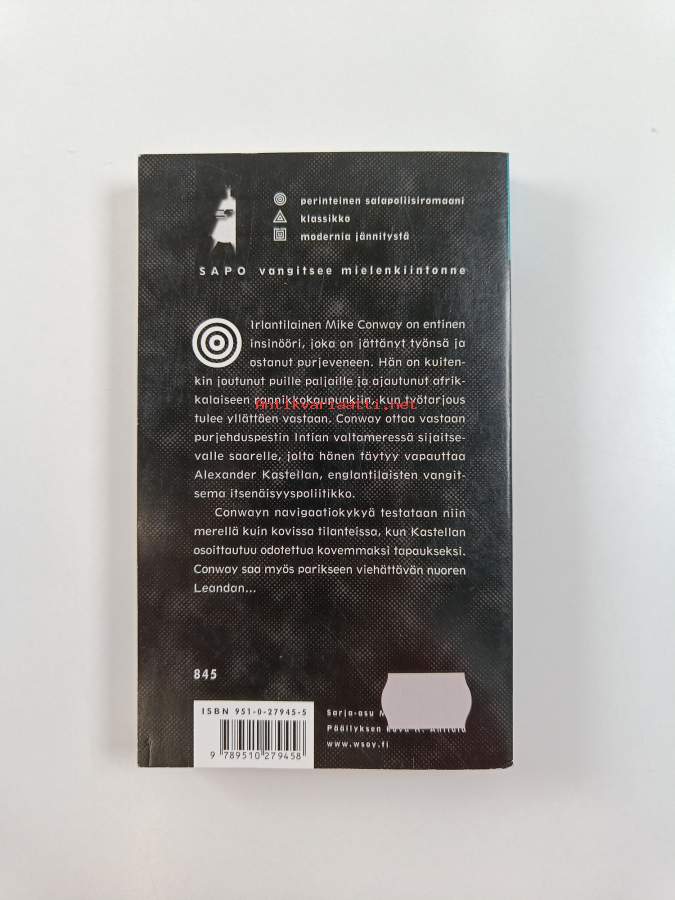 perinteinen salapoliisiromaani
klassikko
modernia jännitystä
SAPO vangitsee mielenkiintonne
Irlantilainen Mike Conway on entinen
insinööri, joka on jättänyt työnsä ja
ostanut purjeveneen. Hän on kuiten-
kin joutunut puille paljaille ja ajautunut afrik-
kalaiseen rannikkokaupunkiin, kun työtarjous
Antikvariaatti.net
tulee yllättäen vastaan. Conway ottaa vastaan
purjehduspestin Intian valtameressä sijaitse-
valle saarelle, jolta hänen täytyy vapauttaa
Alexander Kastellan, englantilaisten vangit-
sema itsenäisyyspoliitikko.
Conwayn navigaatiokykyä testataan niin
merellä kuin kovissa tilanteissa, kun Kastellan
osoittautuu odotettua kovemmaksi tapaukseksi.
Conway saa myös parikseen viehättävän nuoren
Leandan...
845
ISBN 951-0-27945-5
9 789510 279458
Sarja-asu
Päällyksen
www.wsoy.fi